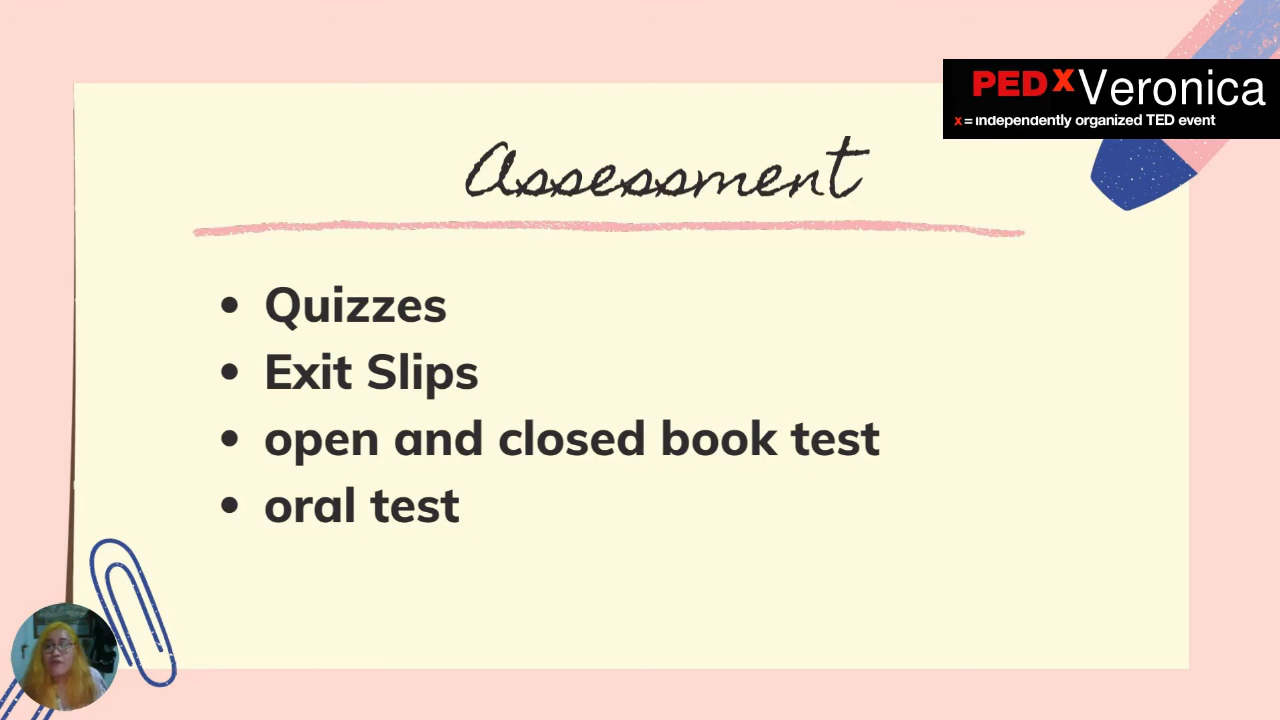 PEDxVeronica
x = independently organized TED event
Assessment
• Quizzes
• Exit Slips
• open and closed book test
• oral test